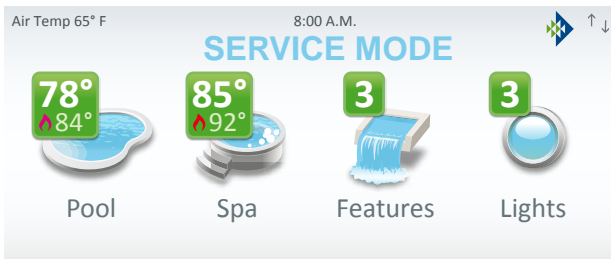 Air Temp 65° F
8:00 A.M.
SERVICE MODE
78°
84°
85°
92°
3
3
Pool
Spa
Features
Lights